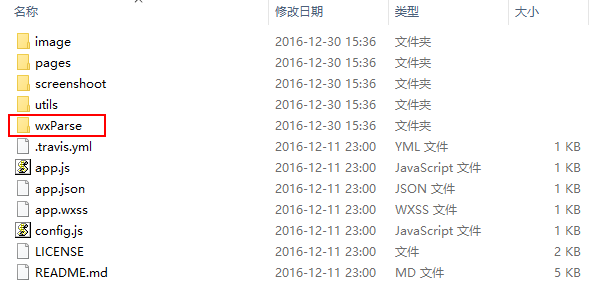 名称 修改日期 类型 大小
image 2016-12-30 15:36 文件夹
pages 2016-12-30 15:36 文件夹
screenshoot 2016-12-30 15:36 文件夹
utils 2016-12-30 15:36 文件夹
wxParse 2016-12-30 15:36 文件夹
.travis.yml 2016-12-11 23:00 YML 文件 1 KB
app.js 2016-12-11 23:00 JavaScript 文件 1 KB
app.json 2016-12-11 23:00 JSON 文件 1 KB
app.wxss 2016-12-11 23:00 WXSS 文件 1 KB
config.js 2016-12-11 23:00 JavaScript 文件 1 KB
LICENSE 2016-12-11 23:00 文件 2 KB
README.md 2016-12-11 23:00 MD 文件 5 KB